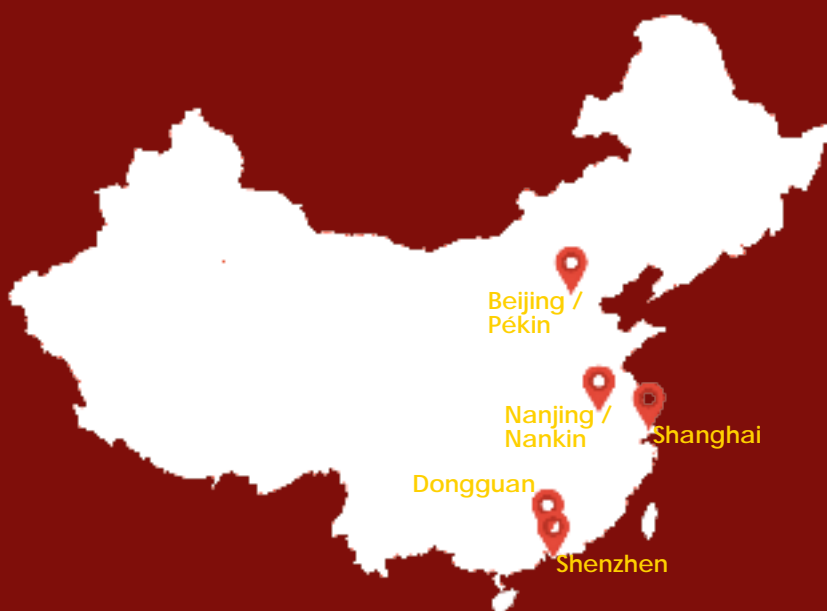 Beijing /
Pékin
Nanjing /
Nankin
Shanghai
Dongguan
Shenzhen